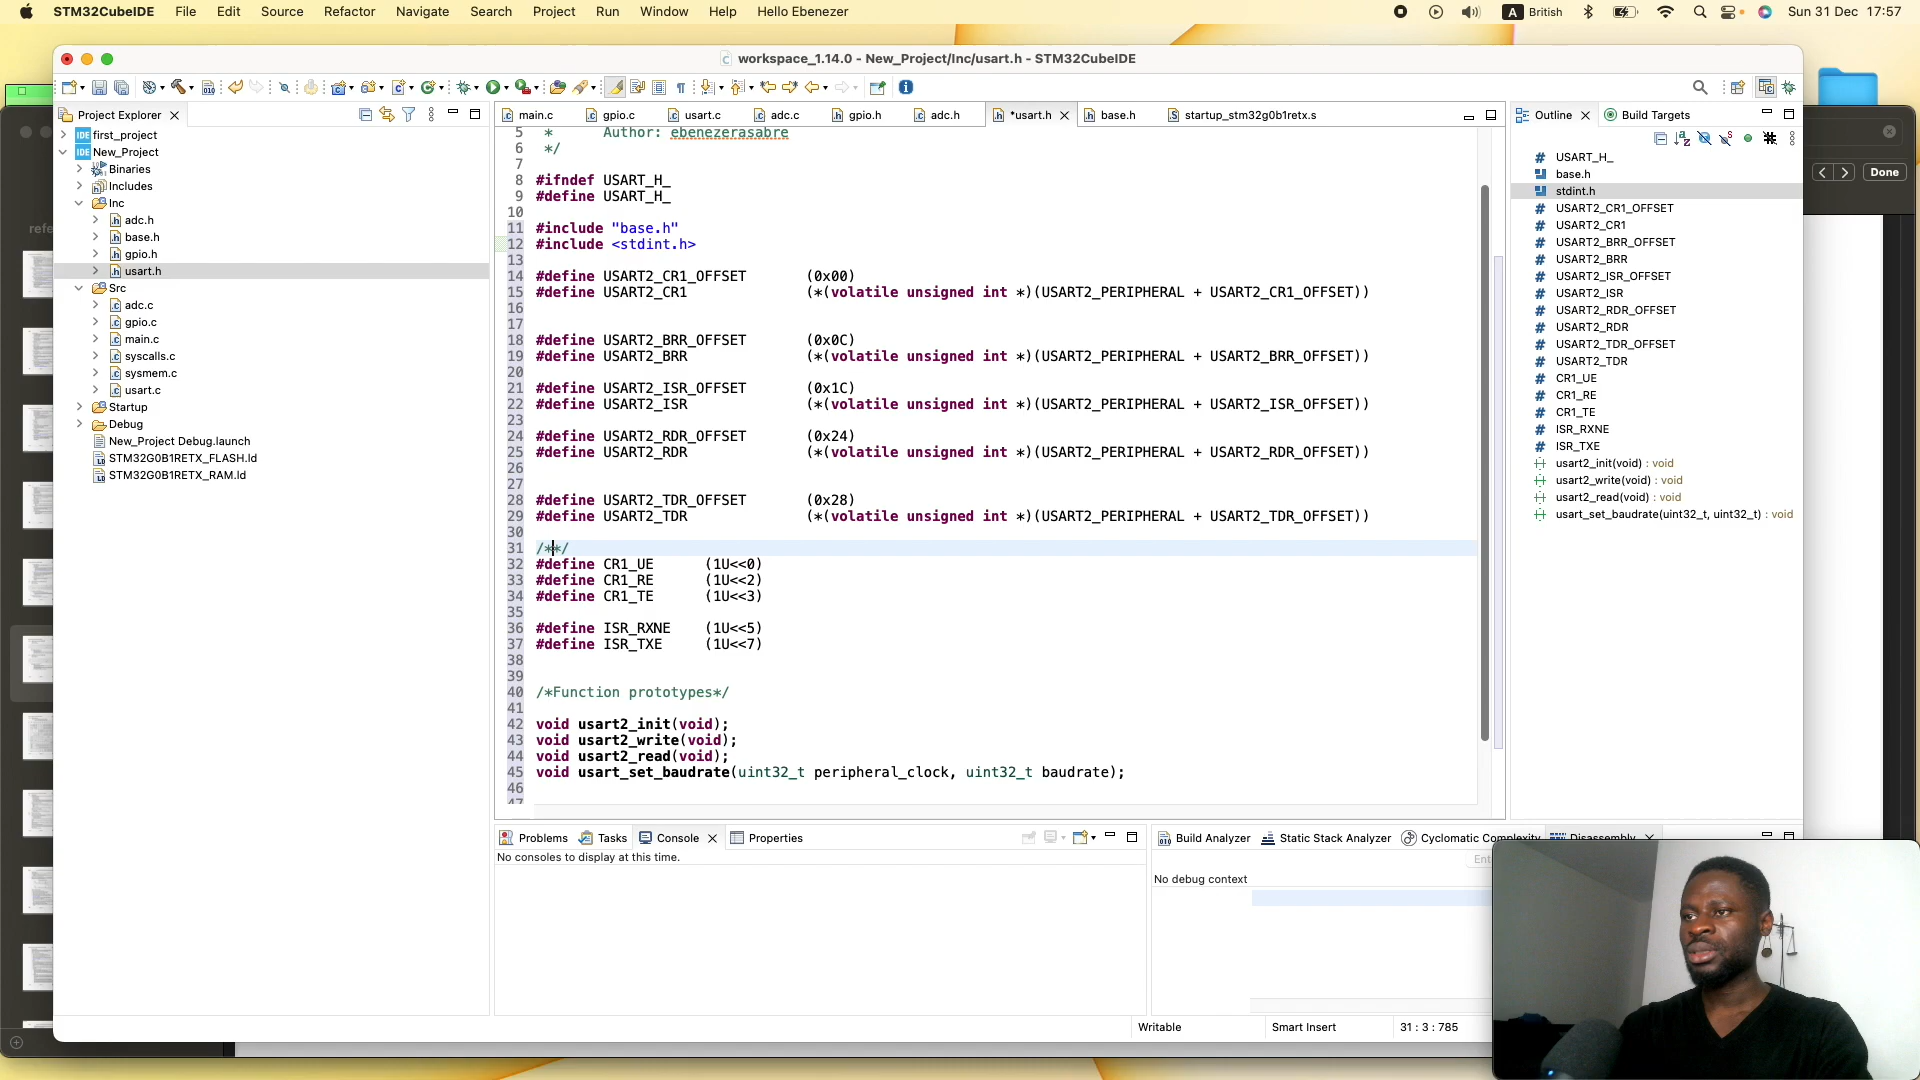 STM32CubeIDE File Edit Source Refactor Navigate Search Project Run Window Help Hello Ebenezer
A British Sun 31 Dec 17:57
workspace_1.14.0 - New_Project/Inc/usart.h - STM32CubeIDE
Project Explorer
first_project
New_Project
Binaries
Includes
Inc
adc.h
base.h
gpio.h
usart.h
Src
adc.c
gpio.c
main.c
syscalls.c
sysmem.c
usart.c
Startup
Debug
New_Project Debug.launch
STM32G0B1RETX_FLASH.ld
STM32G0B1RETX_RAM.ld
main.c gpio.c usart.c adc.c gpio.h adc.h *usart.h base.h startup_stm32g0b1retx.s
5 * Author: ebenezerasabre
6 */
7
8 #ifndef USART_H_
9 #define USART_H_
10
11 #include "base.h"
12 #include <stdint.h>
13
14 #define USART2_CR1_OFFSET (0x00)
15 #define USART2_CR1 (*(volatile unsigned int *)(USART2_PERIPHERAL + USART2_CR1_OFFSET))
16
17
18 #define USART2_BRR_OFFSET (0x0C)
19 #define USART2_BRR (*(volatile unsigned int *)(USART2_PERIPHERAL + USART2_BRR_OFFSET))
20
21 #define USART2_ISR_OFFSET (0x1C)
22 #define USART2_ISR (*(volatile unsigned int *)(USART2_PERIPHERAL + USART2_ISR_OFFSET))
23
24 #define USART2_RDR_OFFSET (0x24)
25 #define USART2_RDR (*(volatile unsigned int *)(USART2_PERIPHERAL + USART2_RDR_OFFSET))
26
27
28 #define USART2_TDR_OFFSET (0x28)
29 #define USART2_TDR (*(volatile unsigned int *)(USART2_PERIPHERAL + USART2_TDR_OFFSET))
30
31 /**/
32 #define CR1_UE (1U<<0)
33 #define CR1_RE (1U<<2)
34 #define CR1_TE (1U<<3)
35
36 #define ISR_RXNE (1U<<5)
37 #define ISR_TXE (1U<<7)
38
39
40 /*Function prototypes*/
41
42 void usart2_init(void);
43 void usart2_write(void);
44 void usart2_read(void);
45 void usart_set_baudrate(uint32_t peripheral_clock, uint32_t baudrate);
46
47
Outline Build Targets
USART_H_
base.h
stdint.h
USART2_CR1_OFFSET
USART2_CR1
USART2_BRR_OFFSET
USART2_BRR
USART2_ISR_OFFSET
USART2_ISR
USART2_RDR_OFFSET
USART2_RDR
USART2_TDR_OFFSET
USART2_TDR
CR1_UE
CR1_RE
CR1_TE
ISR_RXNE
ISR_TXE
usart2_init(void) : void
usart2_write(void) : void
usart2_read(void) : void
usart_set_baudrate(uint32_t, uint32_t) : void
Done
refe
Problems Tasks Console Properties
No consoles to display at this time.
Build Analyzer Static Stack Analyzer Cyclomatic Complexity Disassembly
Ent
No debug context
Writable Smart Insert 31 : 3 : 785